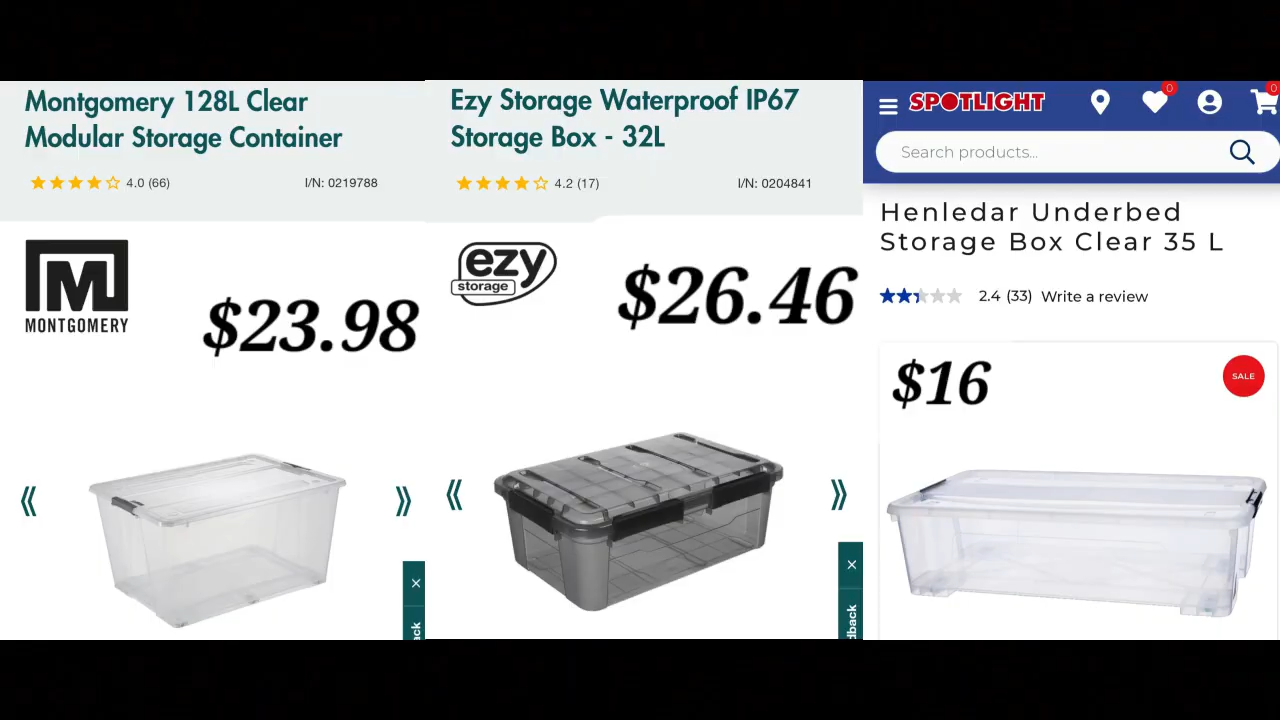 Montgomery 128L Clear
Modular Storage Container
4.0 (66)
I/N: 0219788
M
MONTGOMERY
$23.98
ack
Ezy Storage Waterproof IP67
Storage Box - 32L
4.2 (17)
I/N: 0204841
ezy
storage
$26.46
dback
SPOTLIGHT
0
0
Search products...
Henledar Underbed
Storage Box Clear 35 L
2.4 (33) Write a review
$16
SALE